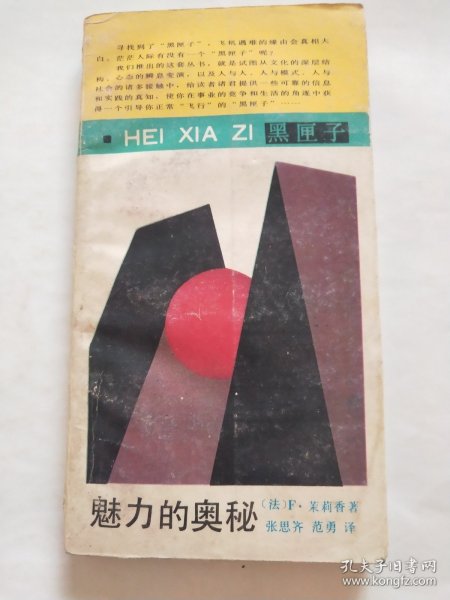 寻找到了“黑匣子”，飞机遇难的缘由会真相大
白。茫茫人际有没有一个“黑匣子”呢？
我们推出的这套丛书，就是试图从文化的深层结
构、心态的瞬息变演，以及人与人、人与模式、人与
社会的诸多接触中，给读者诸君提供一些可靠的信息
和实践的真知，使你在事业的竞争和生活的角逐中获
得一个引导你正常“飞行”的“黑匣子”……
HEI XIA ZI 黑匣子
魅力的奥秘
〔法〕F·茉莉香著
张思齐 范勇 译
孔夫子旧书网
www.kongfz.com